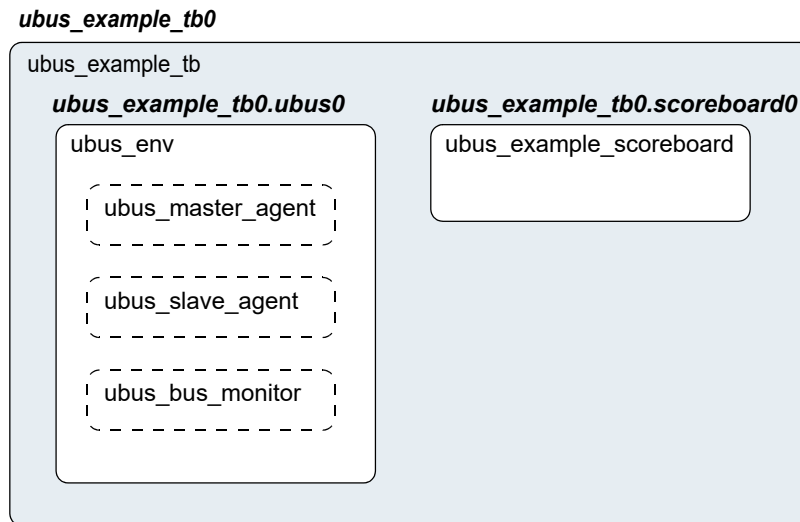 ubus_example_tb0
ubus_example_tb
ubus_example_tb0.ubus0
ubus_example_tb0.scoreboard0
ubus_env
ubus_example_scoreboard
ubus_master_agent
ubus_slave_agent
ubus_bus_monitor